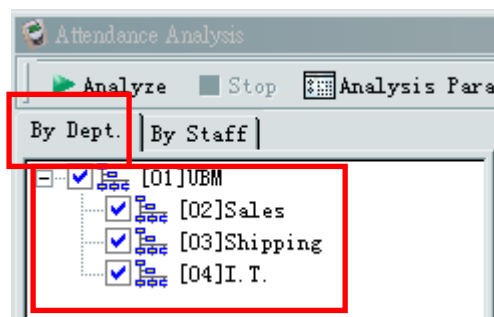 Attendance Analysis
Analyze Stop Analysis Para
By Dept. By Staff
[01]UBM
[02]Sales
[03]Shipping
[04]I.T.